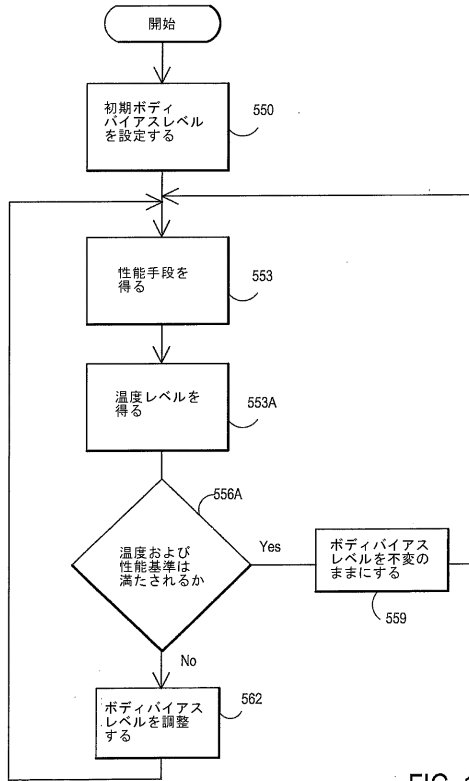 開始
初期ボディ
バイアスレベル
を設定する
550
性能手段を
得る
553
温度レベルを
得る
553A
556A
温度および
性能基準は
満たされるか
Yes
ボディバイアス
レベルを不変の
ままにする
559
No
ボディバイアス
レベルを調整
する
562
FIG.